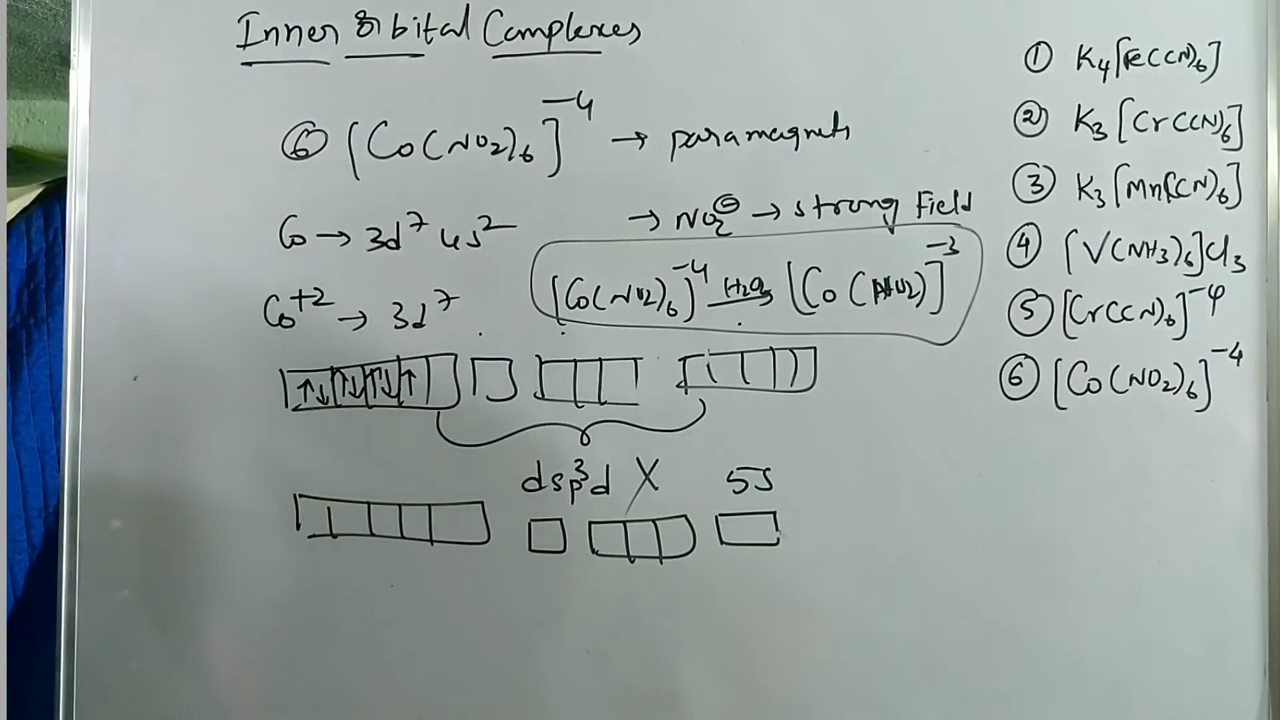 Inner Orbital Complexes
⑥ [Co(NO2)6]^-4 → paramagnets
Co → 3d^7 4s^2
→ NO2^⊖ → strong Field
Co^+2 → 3d^7
[Co(NO2)6]^-4 H2O2→ [Co(NO2)]^-3
↑↓ ↑↓ ↑↓ ↑
dsp^3d X 5s
① K4[Fe(CN)6]
② K3[Cr(CN)6]
③ K3[Mn(CN)6]
④ [V(NH3)6]Cl3
⑤ [Cr(CN)6]^-4
⑥ [Co(NO2)6]^-4